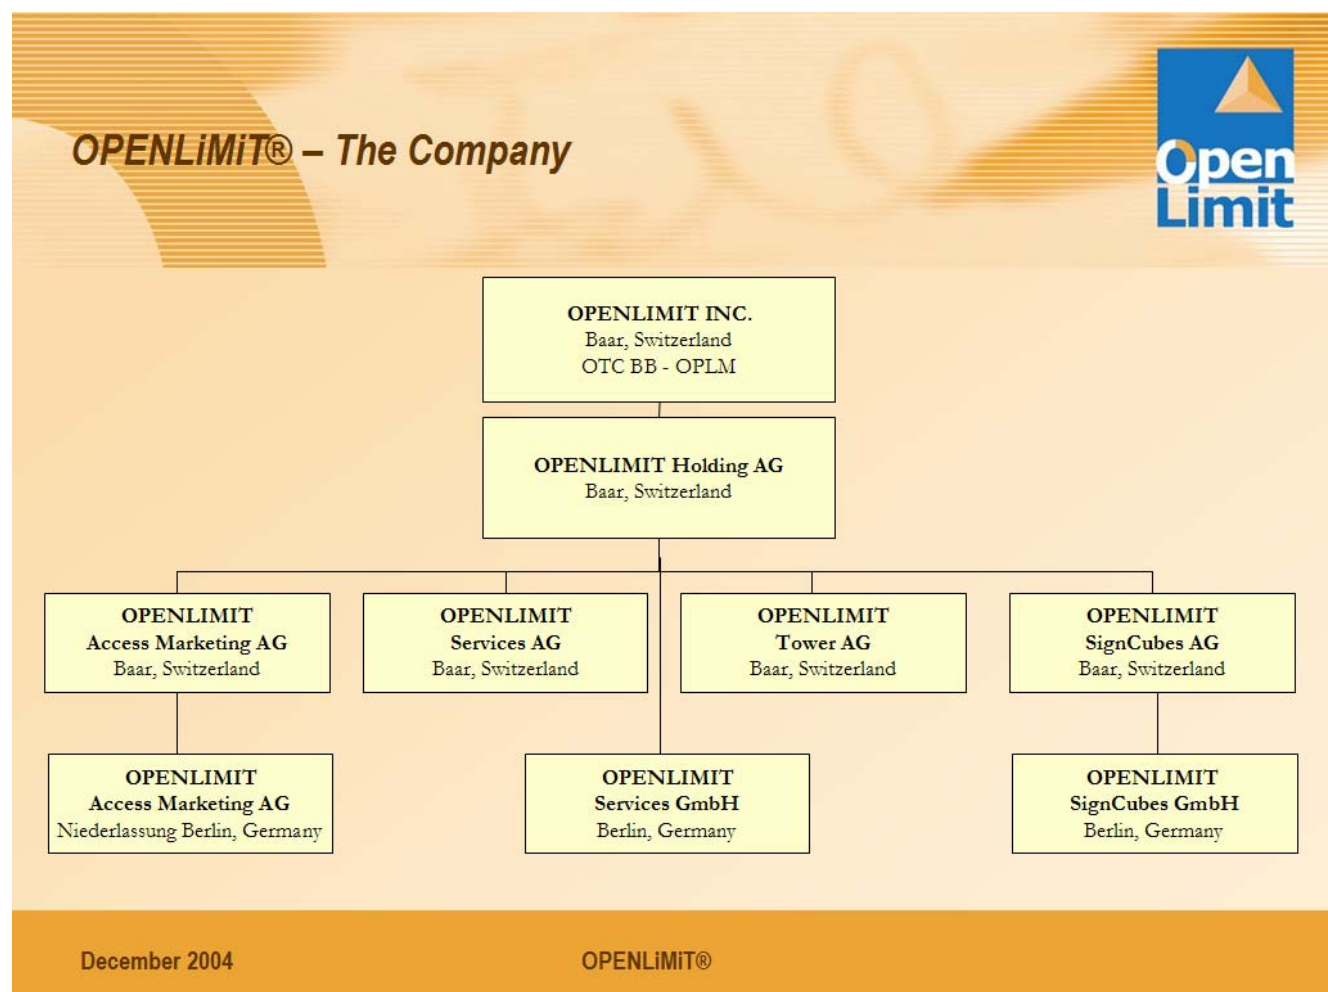 OPENLiMiT® – The Company
Open
Limit
OPENLIMIT INC.
Baar, Switzerland
OTC BB - OPLM
OPENLIMIT Holding AG
Baar, Switzerland
OPENLIMIT
Access Marketing AG
Baar, Switzerland
OPENLIMIT
Services AG
Baar, Switzerland
OPENLIMIT
Tower AG
Baar, Switzerland
OPENLIMIT
SignCubes AG
Baar, Switzerland
OPENLIMIT
Access Marketing AG
Niederlassung Berlin, Germany
OPENLIMIT
Services GmbH
Berlin, Germany
OPENLIMIT
SignCubes GmbH
Berlin, Germany
December 2004
OPENLiMiT®